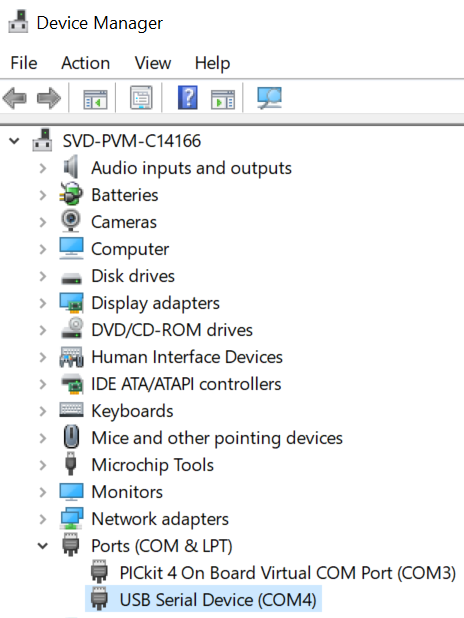 Device Manager
File Action View Help
SVD-PVM-C14166
Audio inputs and outputs
Batteries
Cameras
Computer
Disk drives
Display adapters
DVD/CD-ROM drives
Human Interface Devices
IDE ATA/ATAPI controllers
Keyboards
Mice and other pointing devices
Microchip Tools
Monitors
Network adapters
Ports (COM & LPT)
PICkit 4 On Board Virtual COM Port (COM3)
USB Serial Device (COM4)